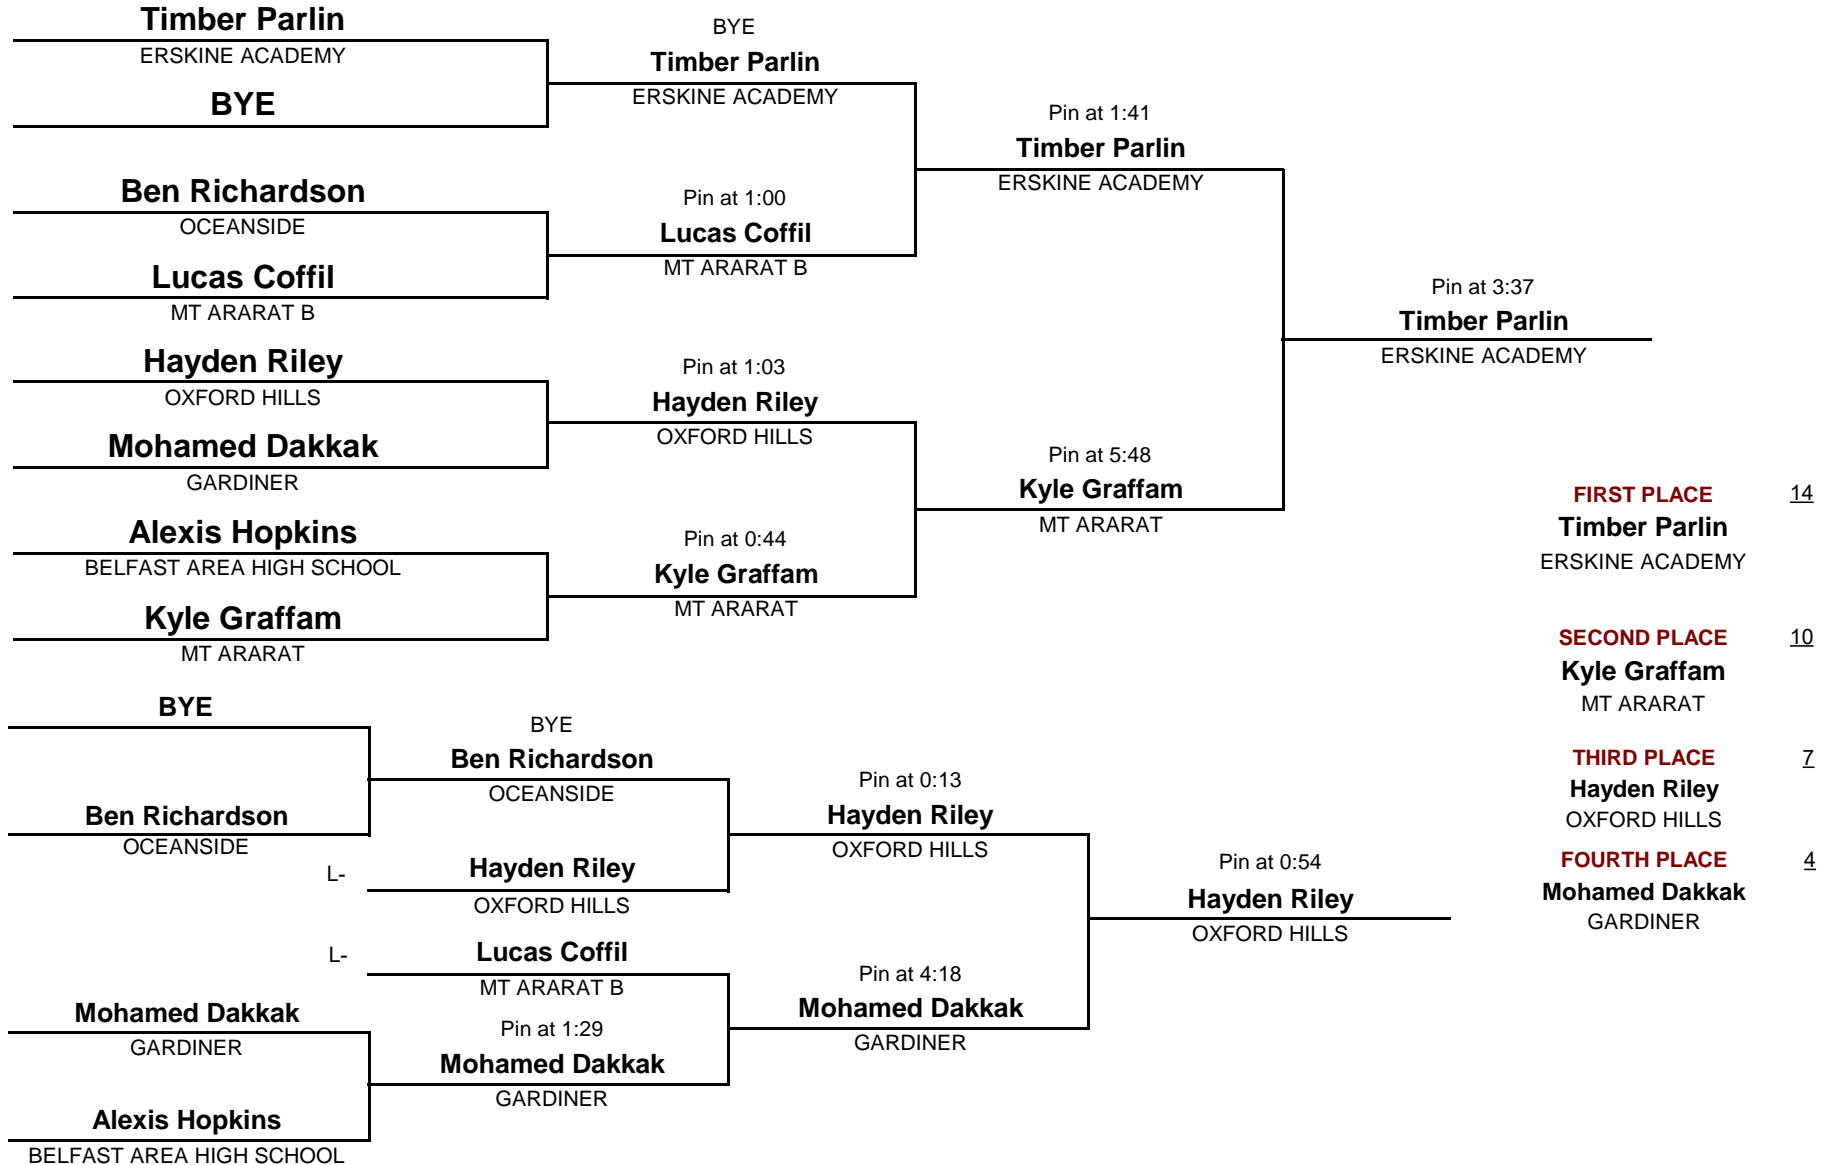 Timber Parlin
ERSKINE ACADEMY
BYE
Ben Richardson
OCEANSIDE
Lucas Coffil
MT ARARAT B
Hayden Riley
OXFORD HILLS
Mohamed Dakkak
GARDINER
Alexis Hopkins
BELFAST AREA HIGH SCHOOL
Kyle Graffam
MT ARARAT
BYE
Timber Parlin
ERSKINE ACADEMY
Pin at 1:00
Lucas Coffil
MT ARARAT B
Pin at 1:03
Hayden Riley
OXFORD HILLS
Pin at 0:44
Kyle Graffam
MT ARARAT
Pin at 1:41
Timber Parlin
ERSKINE ACADEMY
Pin at 5:48
Kyle Graffam
MT ARARAT
Pin at 3:37
Timber Parlin
ERSKINE ACADEMY
BYE
Ben Richardson
OCEANSIDE
Mohamed Dakkak
GARDINER
Alexis Hopkins
BELFAST AREA HIGH SCHOOL
BYE
Ben Richardson
OCEANSIDE
L- Hayden Riley
OXFORD HILLS
L- Lucas Coffil
MT ARARAT B
Pin at 1:29
Mohamed Dakkak
GARDINER
Pin at 0:13
Hayden Riley
OXFORD HILLS
Pin at 4:18
Mohamed Dakkak
GARDINER
Pin at 0:54
Hayden Riley
OXFORD HILLS
FIRST PLACE 14
Timber Parlin
ERSKINE ACADEMY
SECOND PLACE 10
Kyle Graffam
MT ARARAT
THIRD PLACE 7
Hayden Riley
OXFORD HILLS
FOURTH PLACE 4
Mohamed Dakkak
GARDINER